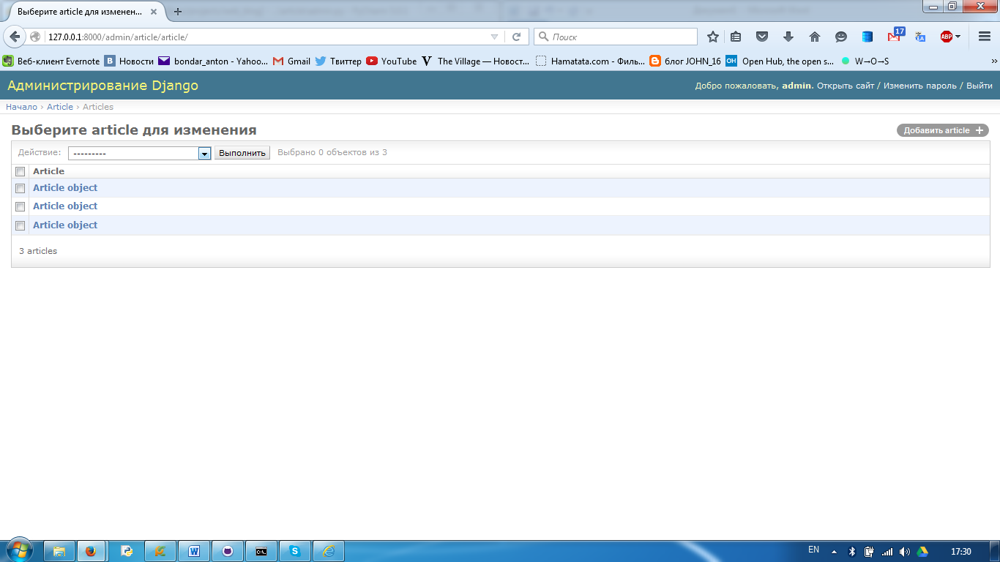 Выберите article для изменен...
127.0.0.1:8000/admin/article/article/
Поиск
17
ABP
Веб-клиент Evernote
B Новости
bondar_anton - Yahoo...
Gmail
Твиттер
YouTube
V The Village — Новост...
Hamatata.com - Филь...
блог JOHN_16
OH Open Hub, the open s...
W→O→S
»
Администрирование Django
Добро пожаловать, admin. Открыть сайт / Изменить пароль / Выйти
Начало › Article › Articles
Выберите article для изменения
Добавить article +
Действие: --------- Выполнить Выбрано 0 объектов из 3
Article
Article object
Article object
Article object
3 articles
EN
17:30